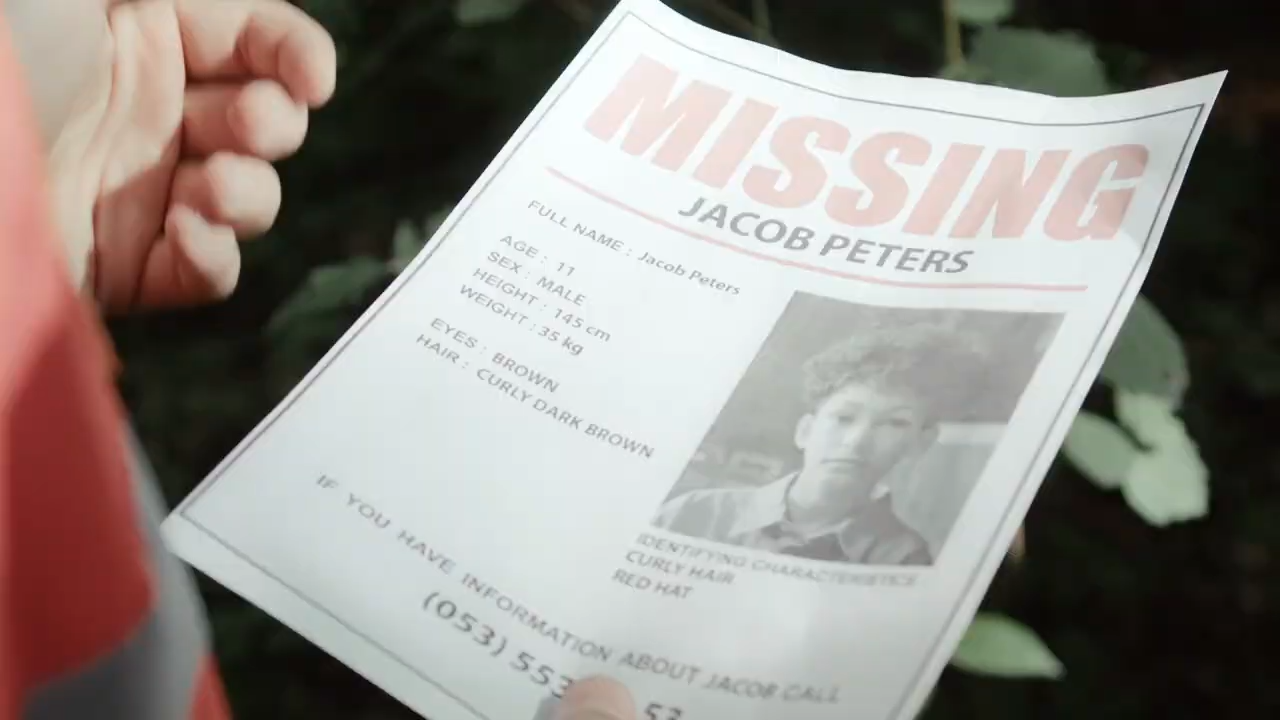 MISSING
JACOB PETERS
FULL NAME : Jacob Peters
AGE : 11
SEX : MALE
HEIGHT : 145 cm
WEIGHT : 35 kg
EYES : BROWN
HAIR : CURLY DARK BROWN
IDENTIFYING CHARACTERISTICS
CURLY HAIR
RED HAT
IF YOU HAVE INFORMATION ABOUT JACOB CALL
(053) 553